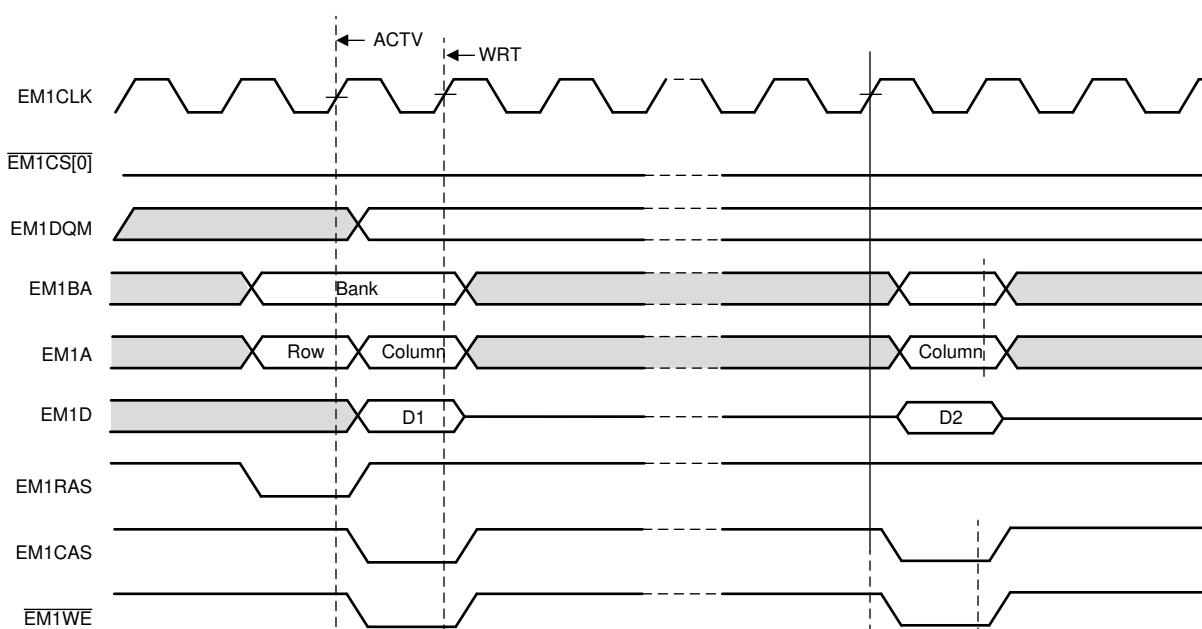 ACTV
WRT
EM1CLK
EM1CS[0]
EM1DQM
EM1BA
Bank
EM1A
Row
Column
Column
EM1D
D1
D2
EM1RAS
EM1CAS
EM1WE